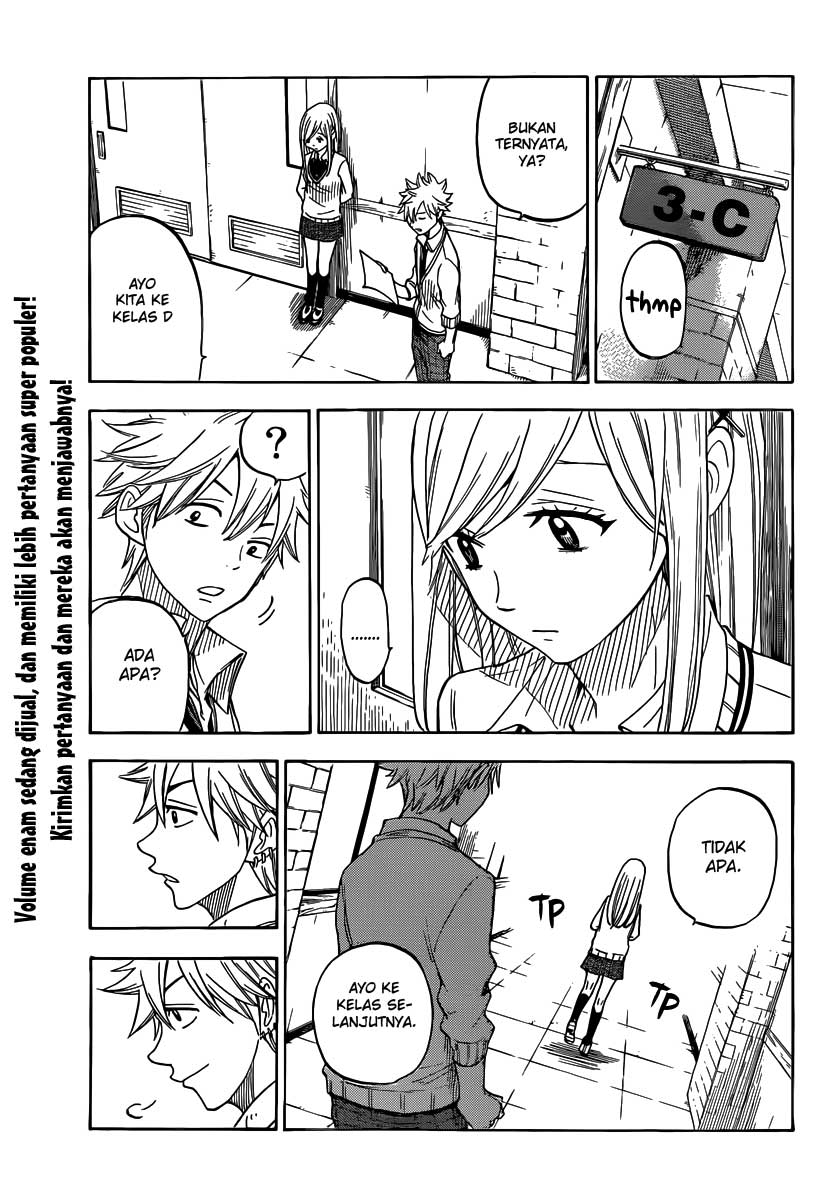 3-C
thmp
BUKAN
TERNYATA,
YA?
AYO
KITA KE
KELAS D
........
?
ADA
APA?
TIDAK
APA.
TP
TP
AYO KE
KELAS SE-
LANJUTNYA.
Volume enam sedang dijual, dan memiliki lebih pertanyaan super populer!
Kirimkan pertanyaan dan mereka akan menjawabnya!